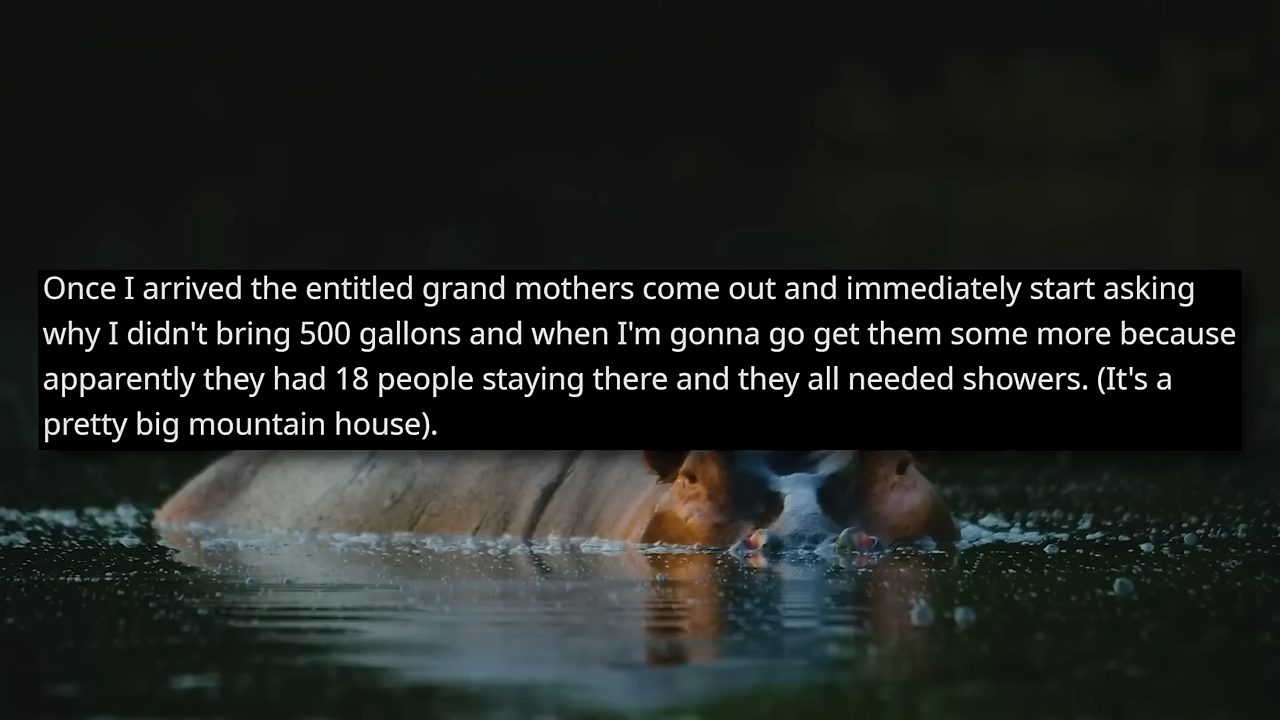 Once I arrived the entitled grand mothers come out and immediately start asking
why I didn't bring 500 gallons and when I'm gonna go get them some more because
apparently they had 18 people staying there and they all needed showers. (It's a
pretty big mountain house).